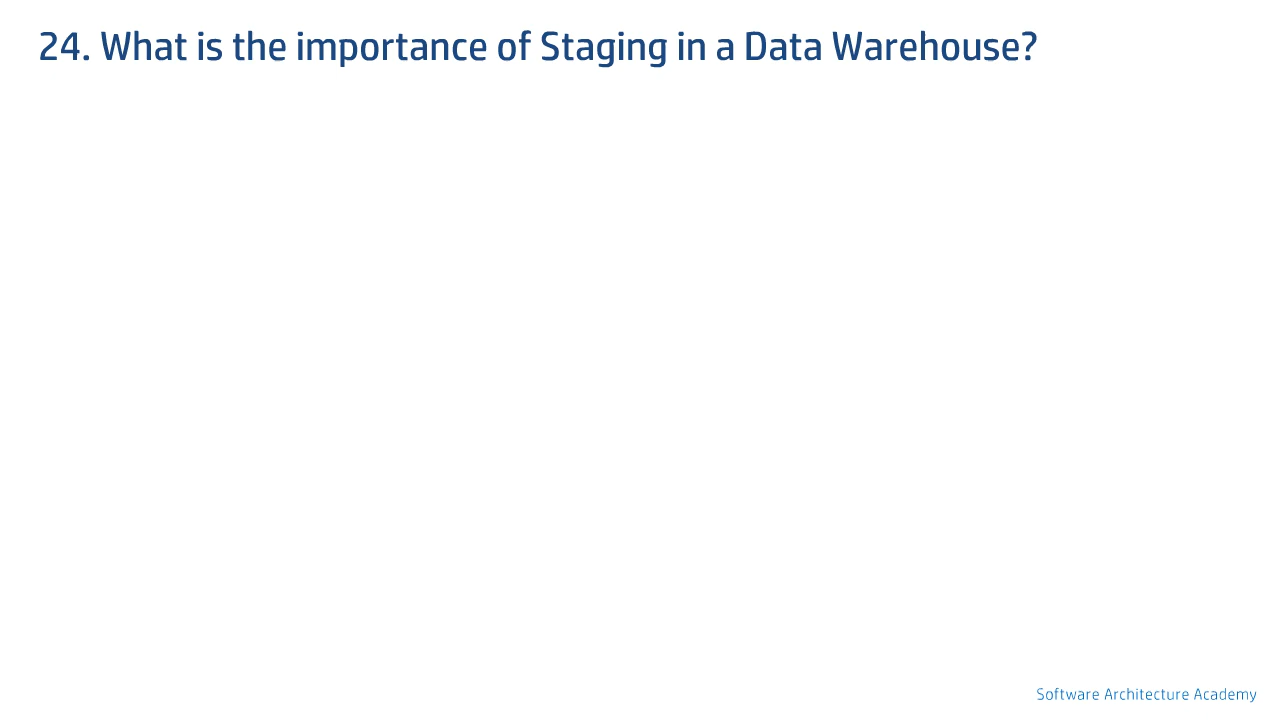 24. What is the importance of Staging in a Data Warehouse?
Software Architecture Academy